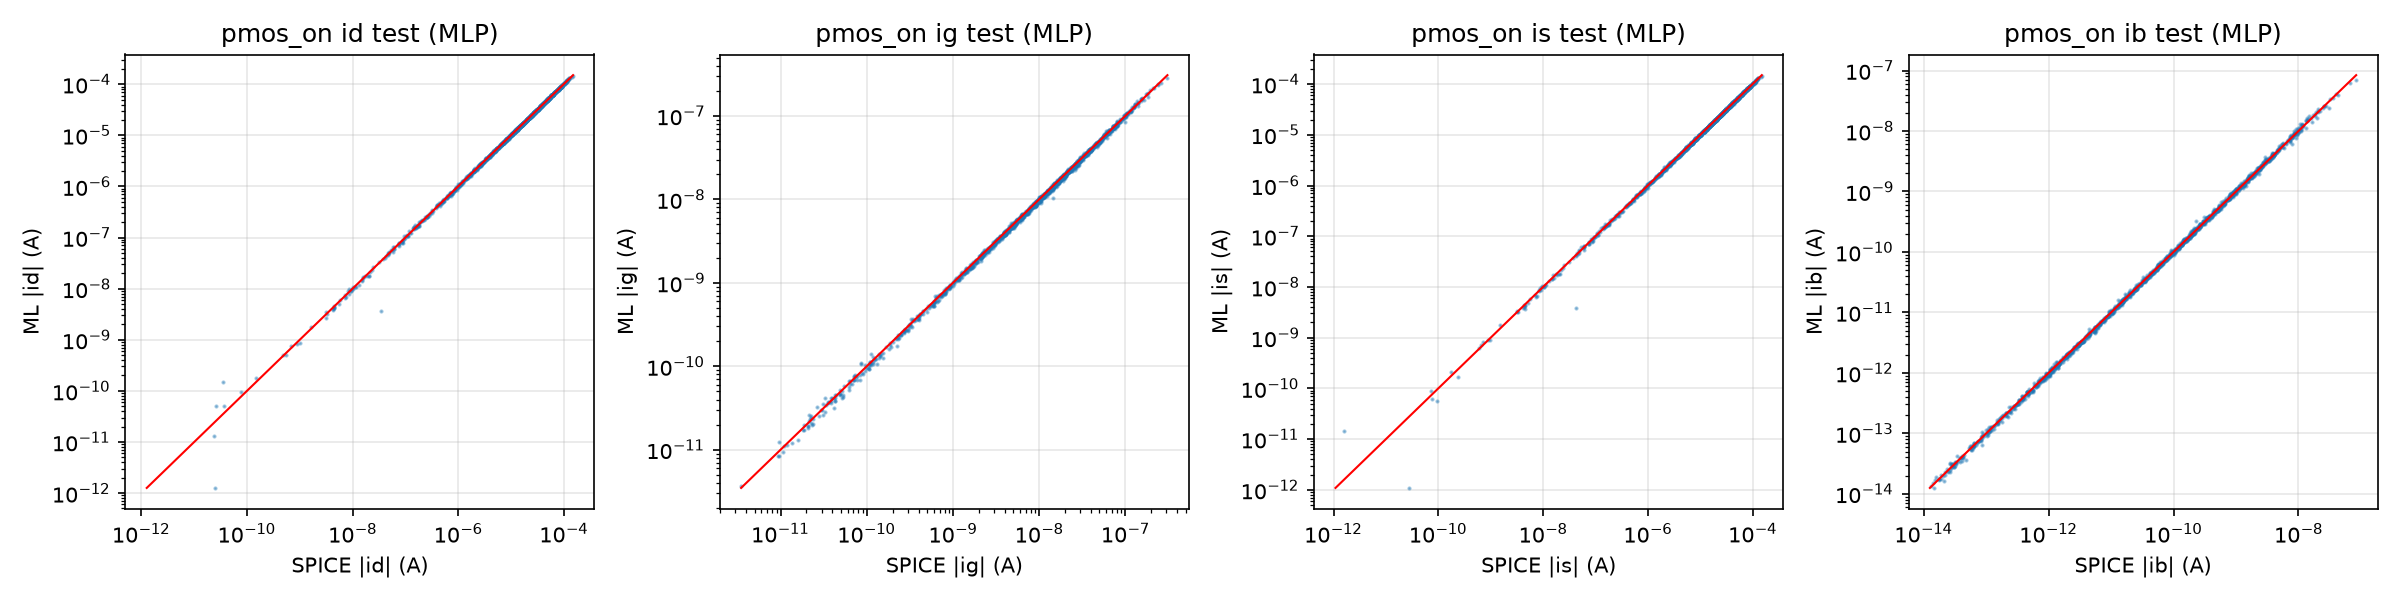 pmos_on id test (MLP)
ML |id| (A)
10⁻⁴
10⁻⁵
10⁻⁶
10⁻⁷
10⁻⁸
10⁻⁹
10⁻¹⁰
10⁻¹¹
10⁻¹²
10⁻¹² 10⁻¹⁰ 10⁻⁸ 10⁻⁶ 10⁻⁴
SPICE |id| (A)
pmos_on ig test (MLP)
ML |ig| (A)
10⁻⁷
10⁻⁸
10⁻⁹
10⁻¹⁰
10⁻¹¹
10⁻¹¹ 10⁻¹⁰ 10⁻⁹ 10⁻⁸ 10⁻⁷
SPICE |ig| (A)
pmos_on is test (MLP)
ML |is| (A)
10⁻⁴
10⁻⁵
10⁻⁶
10⁻⁷
10⁻⁸
10⁻⁹
10⁻¹⁰
10⁻¹¹
10⁻¹²
10⁻¹² 10⁻¹⁰ 10⁻⁸ 10⁻⁶ 10⁻⁴
SPICE |is| (A)
pmos_on ib test (MLP)
ML |ib| (A)
10⁻⁷
10⁻⁸
10⁻⁹
10⁻¹⁰
10⁻¹¹
10⁻¹²
10⁻¹³
10⁻¹⁴
10⁻¹⁴ 10⁻¹² 10⁻¹⁰ 10⁻⁸
SPICE |ib| (A)